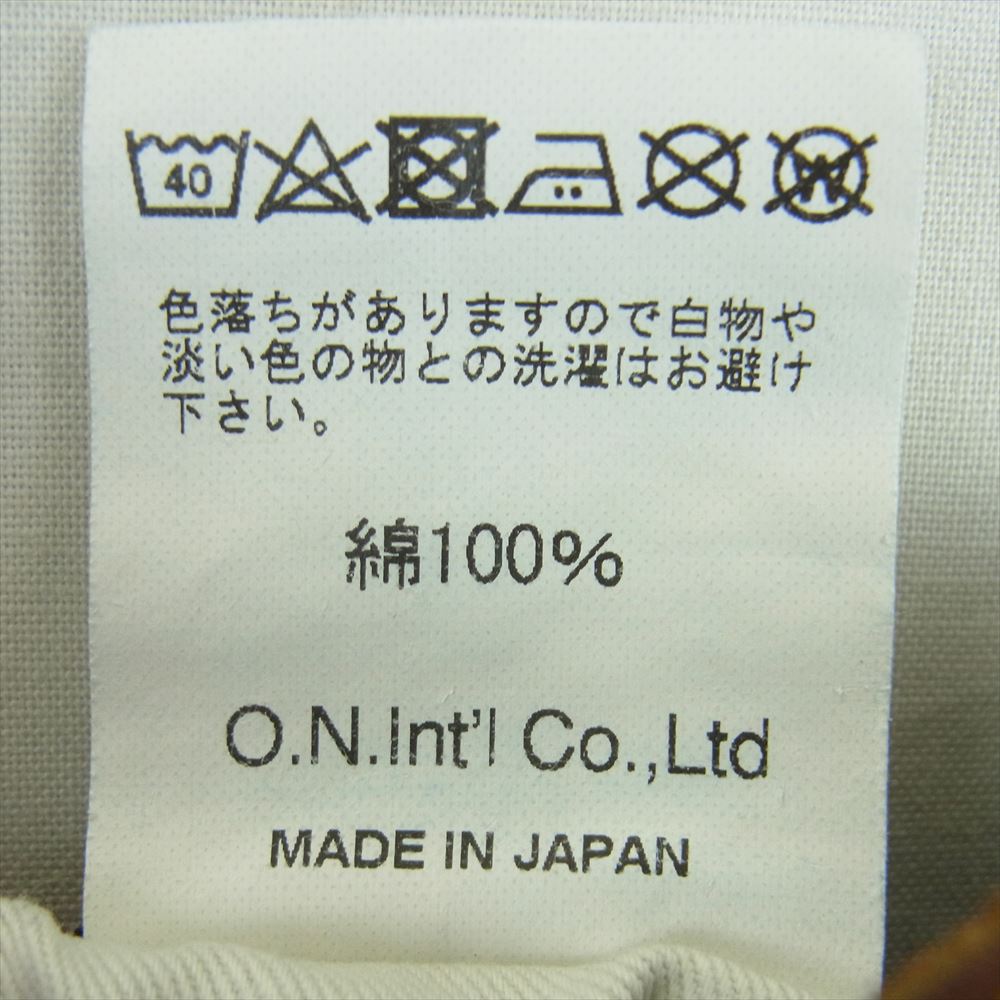 40
W
色落ちがありますので白物や
淡い色の物との洗濯はお避け
下さい。
綿100%
O.N.Int'l Co.,Ltd
MADE IN JAPAN